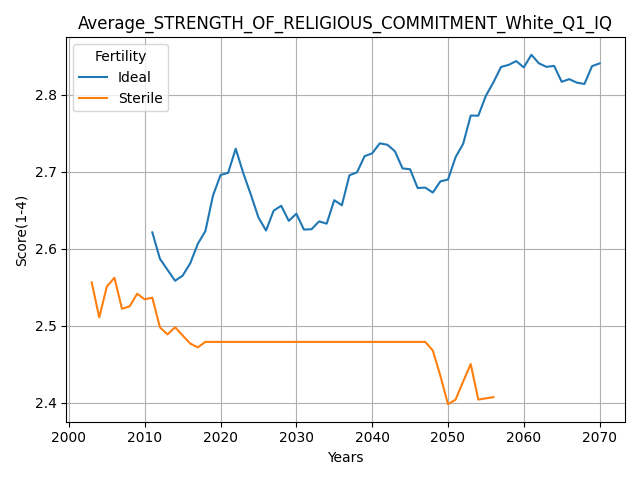 Average_STRENGTH_OF_RELIGIOUS_COMMITMENT_White_Q1_IQ
Fertility
Ideal
Sterile
Score(1-4)
2.8
2.7
2.6
2.5
2.4
2000 2010 2020 2030 2040 2050 2060 2070
Years